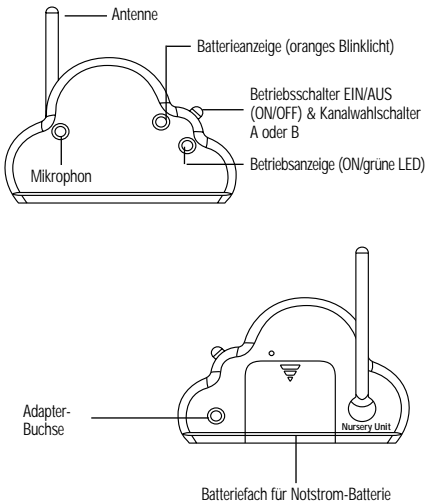 Antenne
Batterieanzeige (oranges Blinklicht)
Betriebsschalter EIN/AUS
(ON/OFF) & Kanalwahlschalter
A oder B
Betriebsanzeige (ON/grüne LED)
Mikrophon
Adapter-
Buchse
Nursery Unit
Batteriefach für Notstrom-Batterie